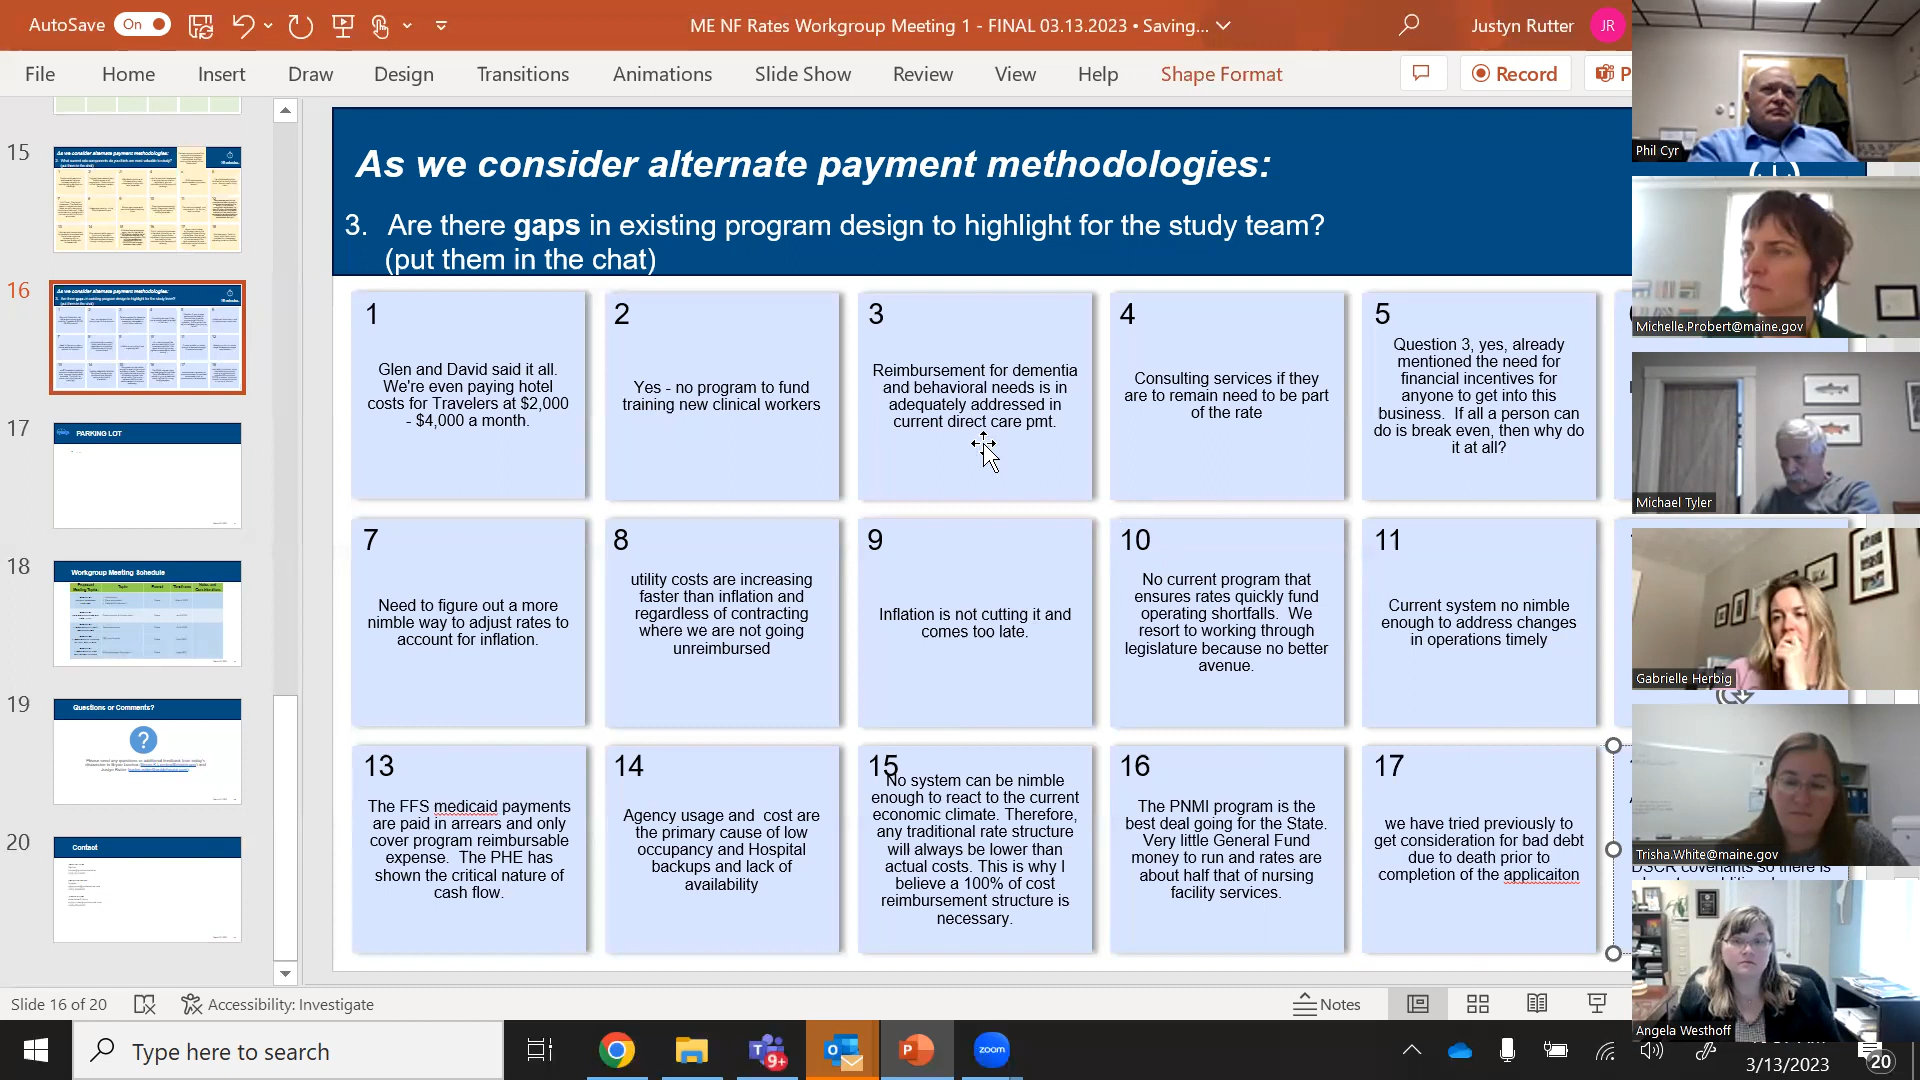 AutoSave On
ME NF Rates Workgroup Meeting 1 - FINAL 03.13.2023 • Saving...
Justyn Rutter JR
File Home Insert Draw Design Transitions Animations Slide Show Review View Help Shape Format
Record
As we consider alternate payment methodologies:
3. Are there gaps in existing program design to highlight for the study team?
(put them in the chat)
1
Glen and David said it all.
We're even paying hotel
costs for Travelers at $2,000
- $4,000 a month.
2
Yes - no program to fund
training new clinical workers
3
Reimbursement for dementia
and behavioral needs is in
adequately addressed in
current direct care pmt.
4
Consulting services if they
are to remain need to be part
of the rate
5
Question 3, yes, already
mentioned the need for
financial incentives for
anyone to get into this
business. If all a person can
do is break even, then why do
it at all?
7
Need to figure out a more
nimble way to adjust rates to
account for inflation.
8
utility costs are increasing
faster than inflation and
regardless of contracting
where we are not going
unreimbursed
9
Inflation is not cutting it and
comes too late.
10
No current program that
ensures rates quickly fund
operating shortfalls. We
resort to working through
legislature because no better
avenue.
11
Current system no nimble
enough to address changes
in operations timely
13
The FFS medicaid payments
are paid in arrears and only
cover program reimbursable
expense. The PHE has
shown the critical nature of
cash flow.
14
Agency usage and cost are
the primary cause of low
occupancy and Hospital
backups and lack of
availability
15
No system can be nimble
enough to react to the current
economic climate. Therefore,
any traditional rate structure
will always be lower than
actual costs. This is why I
believe a 100% of cost
reimbursement structure is
necessary.
16
The PNMI program is the
best deal going for the State.
Very little General Fund
money to run and rates are
about half that of nursing
facility services.
17
we have tried previously to
get consideration for bad debt
due to death prior to
completion of the applicaiton
DSCR covenants so there is
15
16
17
PARKING LOT
18
Workgroup Meeting Schedule
19
Questions or Comments?
?
20
Contact
Phil Cyr
Michelle.Probert@maine.gov
Michael Tyler
Gabrielle Herbig
Trisha.White@maine.gov
Angela Westhoff
Slide 16 of 20
Accessibility: Investigate
Notes
Type here to search
9+
zoom
3/13/2023
20